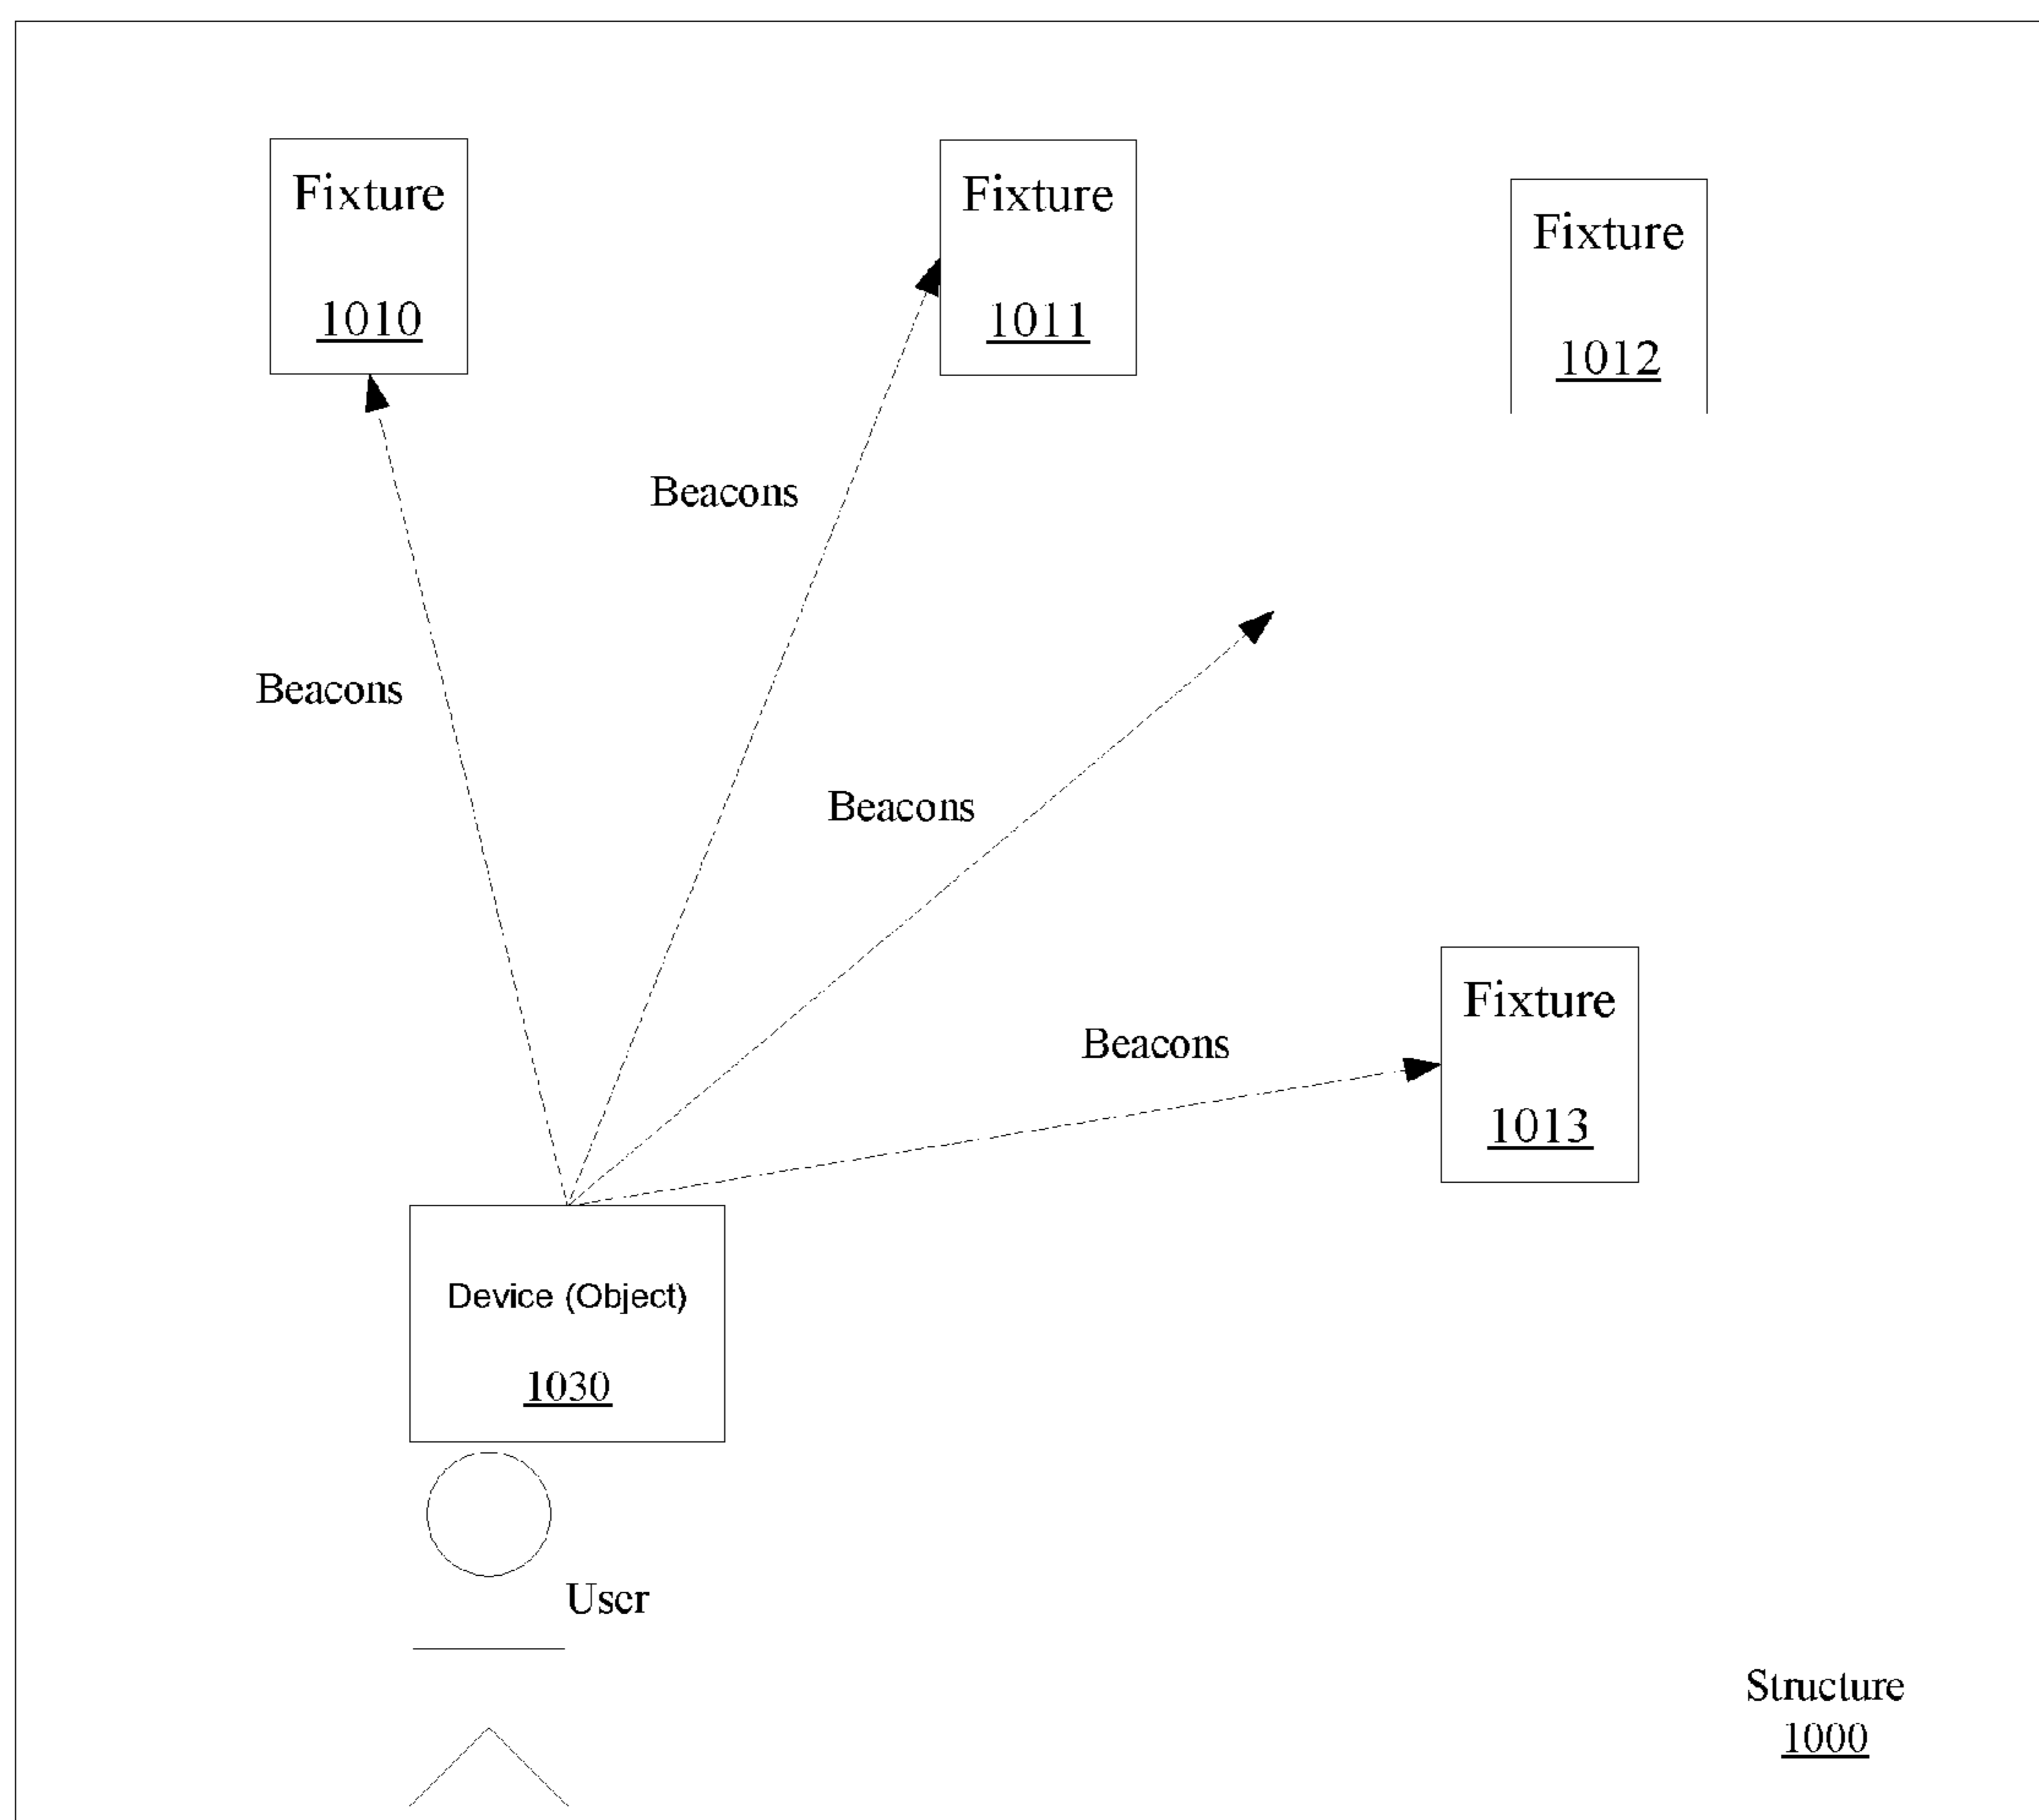 Fixture
1010
Fixture
1011
Fixture
1012
Beacons
Beacons
Beacons
Beacons
Fixture
1013
Device (Object)
1030
User
Structure
1000